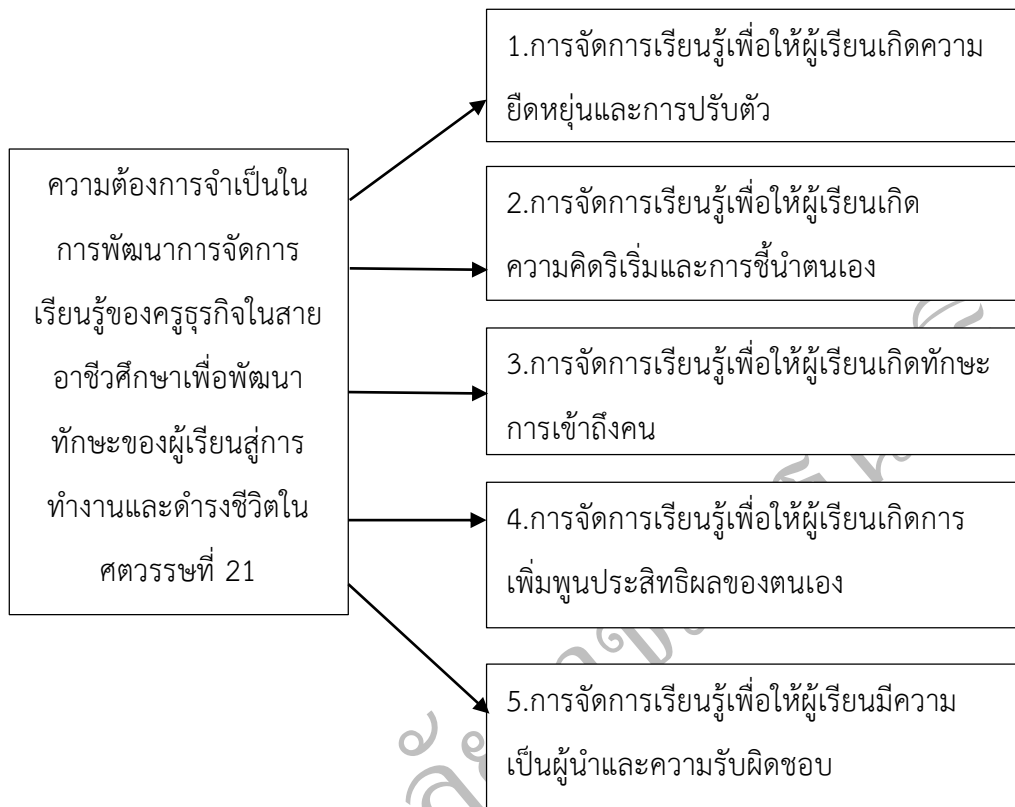 ความต้องการจำเป็นใน
การพัฒนาการจัดการ
เรียนรู้ของครูธุรกิจในสาย
อาชีวศึกษาเพื่อพัฒนา
ทักษะของผู้เรียนสู่การ
ทำงานและดำรงชีวิตใน
ศตวรรษที่ 21
1.การจัดการเรียนรู้เพื่อให้ผู้เรียนเกิดความ
ยืดหยุ่นและการปรับตัว
2.การจัดการเรียนรู้เพื่อให้ผู้เรียนเกิด
ความคิดริเริ่มและการชี้นำตนเอง
3.การจัดการเรียนรู้เพื่อให้ผู้เรียนเกิดทักษะ
การเข้าถึงคน
4.การจัดการเรียนรู้เพื่อให้ผู้เรียนเกิดการ
เพิ่มพูนประสิทธิผลของตนเอง
5.การจัดการเรียนรู้เพื่อให้ผู้เรียนมีความ
เป็นผู้นำและความรับผิดชอบ